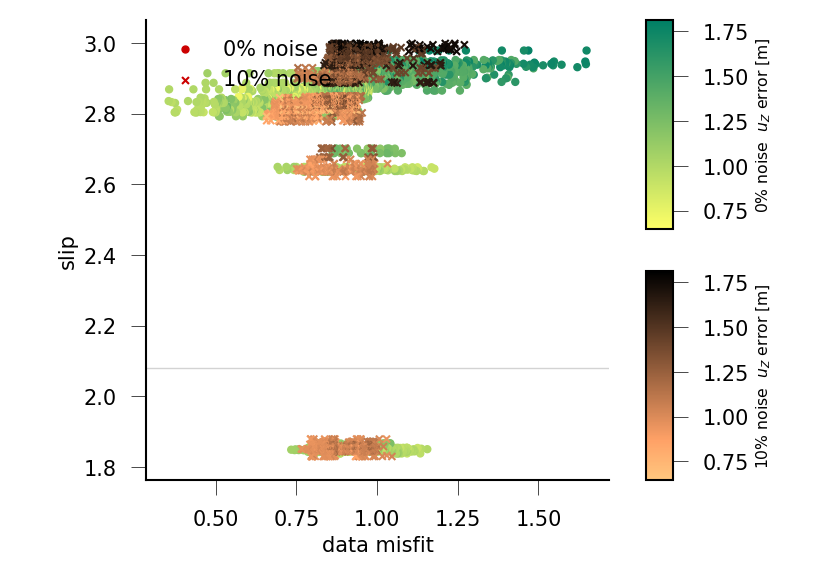 0% noise
10% noise
3.0
2.8
2.6
2.4
2.2
2.0
1.8
slip
0.50 0.75 1.00 1.25 1.50
data misfit
1.75
1.50
1.25
1.00
0.75
0% noise uZ error [m]
1.75
1.50
1.25
1.00
0.75
10% noise uZ error [m]